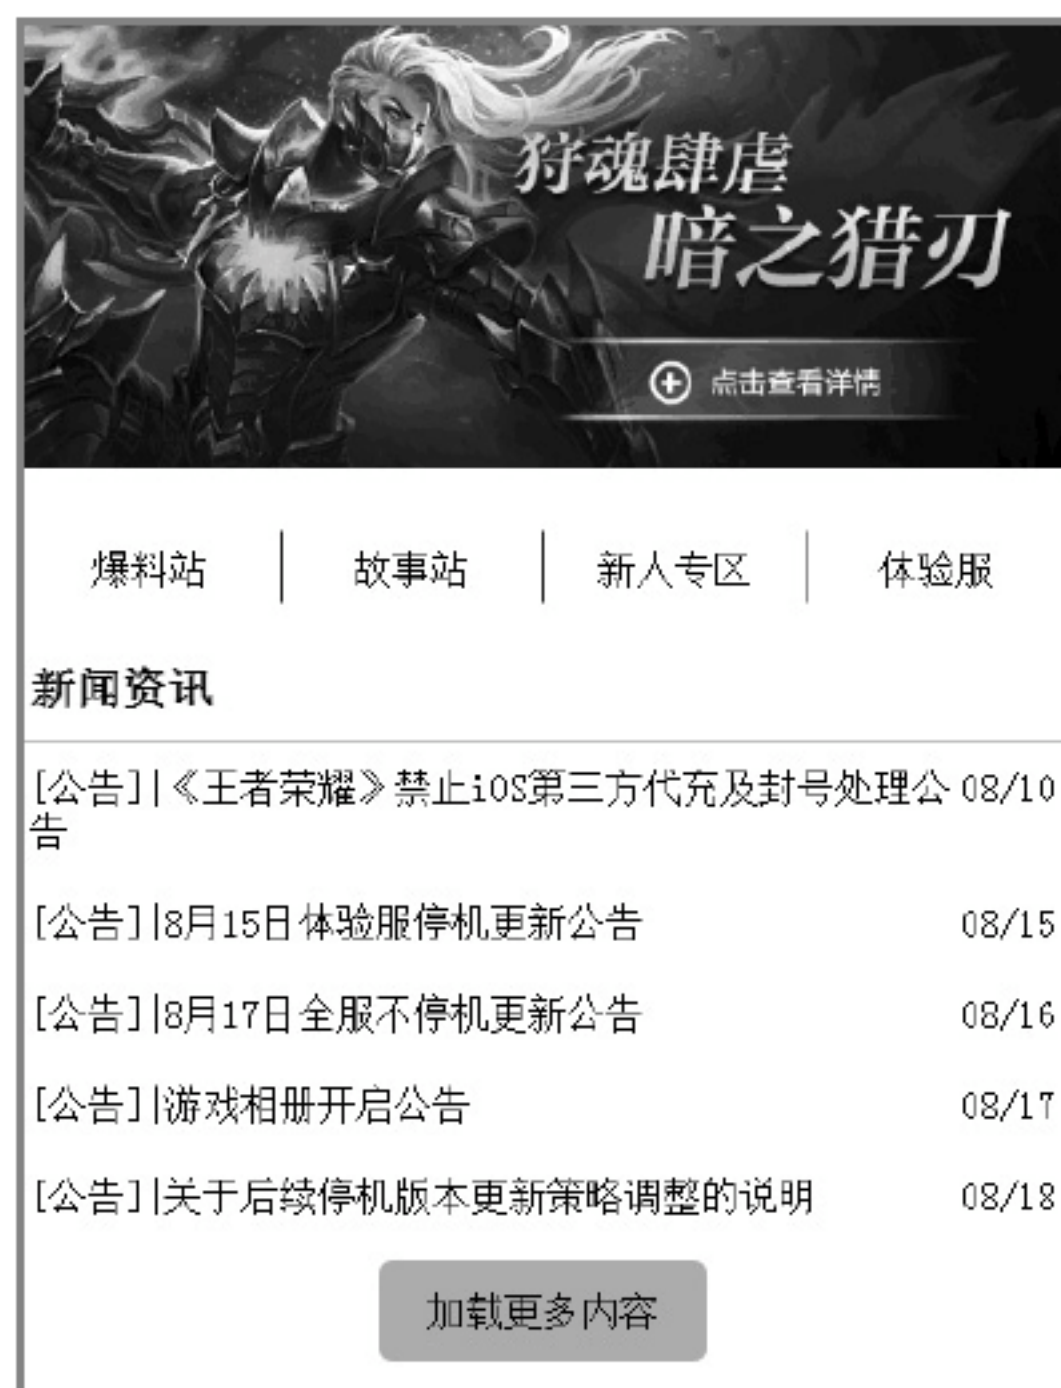 狩魂肆虐
暗之猎刃
点击查看详情
爆料站 故事站 新人专区 体验服
新闻资讯
[公告]|《王者荣耀》禁止iOS第三方代充及封号处理公 08/10
告
[公告]|8月15日体验服停机更新公告 08/15
[公告]|8月17日全服不停机更新公告 08/16
[公告]|游戏相册开启公告 08/17
[公告]|关于后续停机版本更新策略调整的说明 08/18
加载更多内容